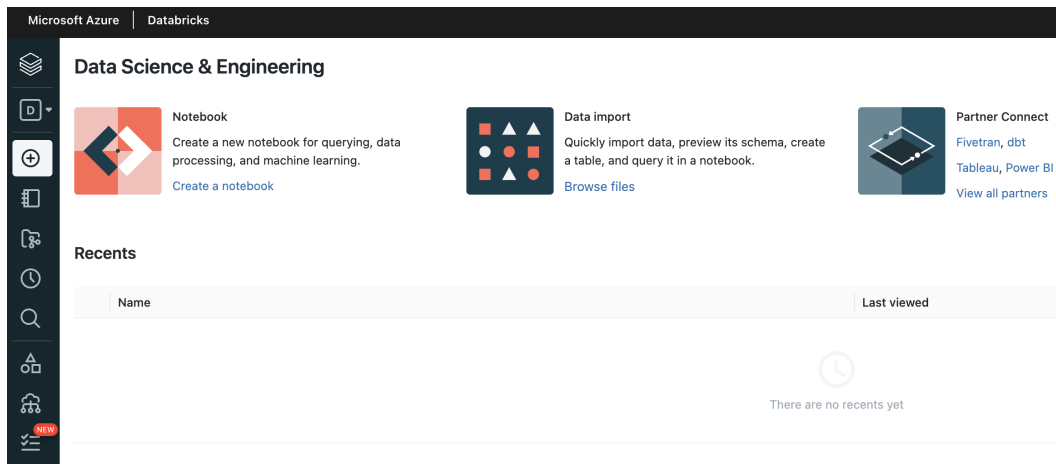 Microsoft Azure Databricks
Data Science & Engineering
D
Notebook
Create a new notebook for querying, data
processing, and machine learning.
Create a notebook
Data import
Quickly import data, preview its schema, create
a table, and query it in a notebook.
Browse files
Partner Connect
Fivetran, dbt
Tableau, Power BI
View all partners
Recents
Name Last viewed
There are no recents yet
NEW